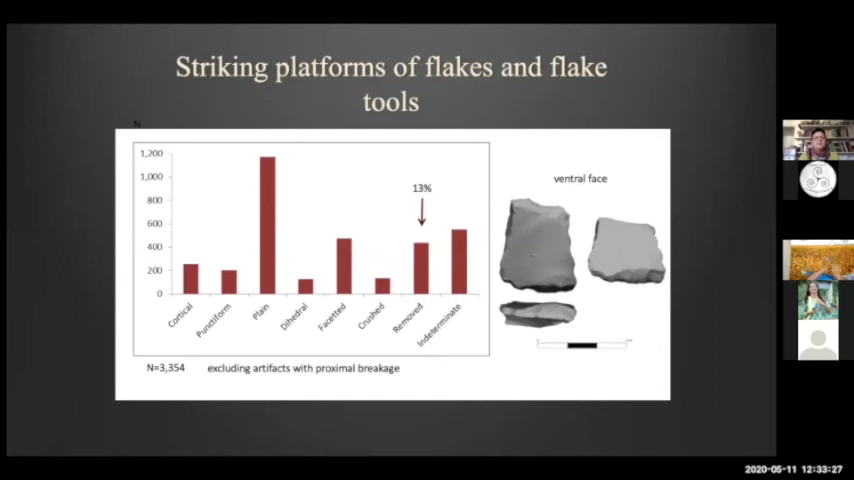 Striking platforms of flakes and flake
tools
N
1,200
1,000
800
600
400
200
0
13%
Cortical
Punctiform
Plain
Dihedral
Facetted
Crushed
Removed
Indeterminate
ventral face
N=3,354 excluding artifacts with proximal breakage
2020-05-11 12:33:27